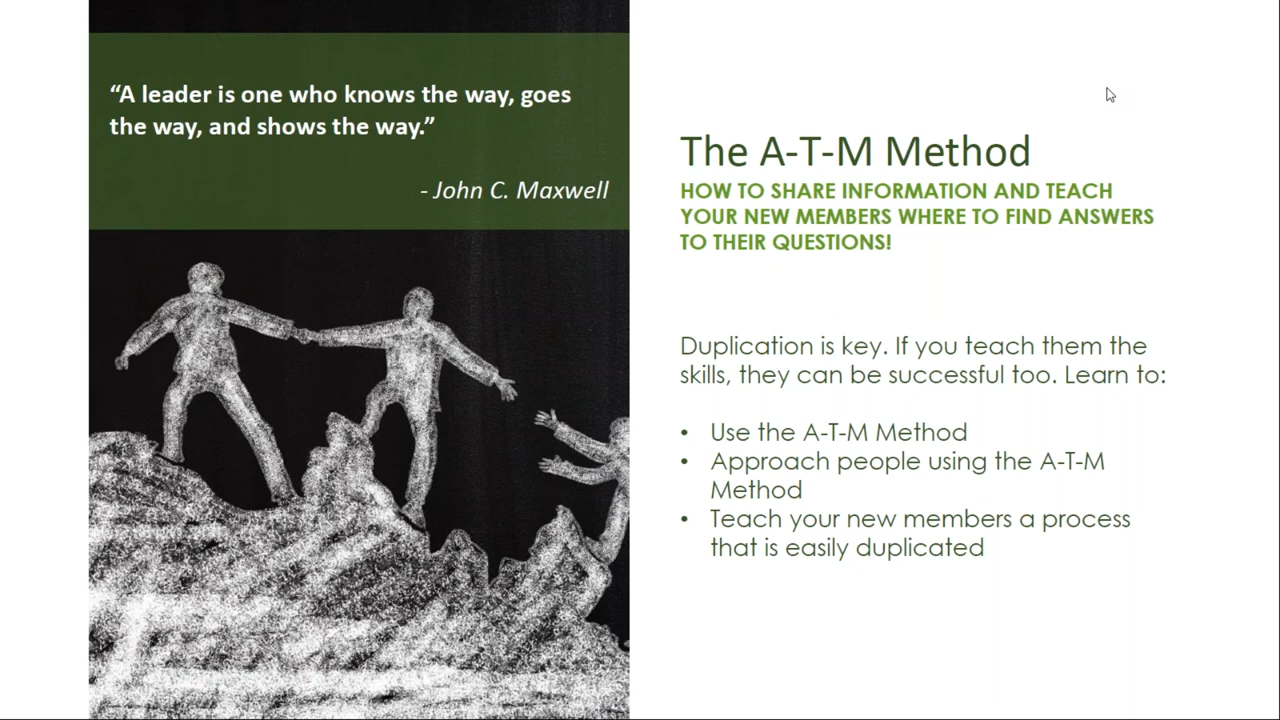 “A leader is one who knows the way, goes
the way, and shows the way.”
- John C. Maxwell
The A-T-M Method
HOW TO SHARE INFORMATION AND TEACH
YOUR NEW MEMBERS WHERE TO FIND ANSWERS
TO THEIR QUESTIONS!
Duplication is key. If you teach them the
skills, they can be successful too. Learn to:
• Use the A-T-M Method
• Approach people using the A-T-M
Method
• Teach your new members a process
that is easily duplicated